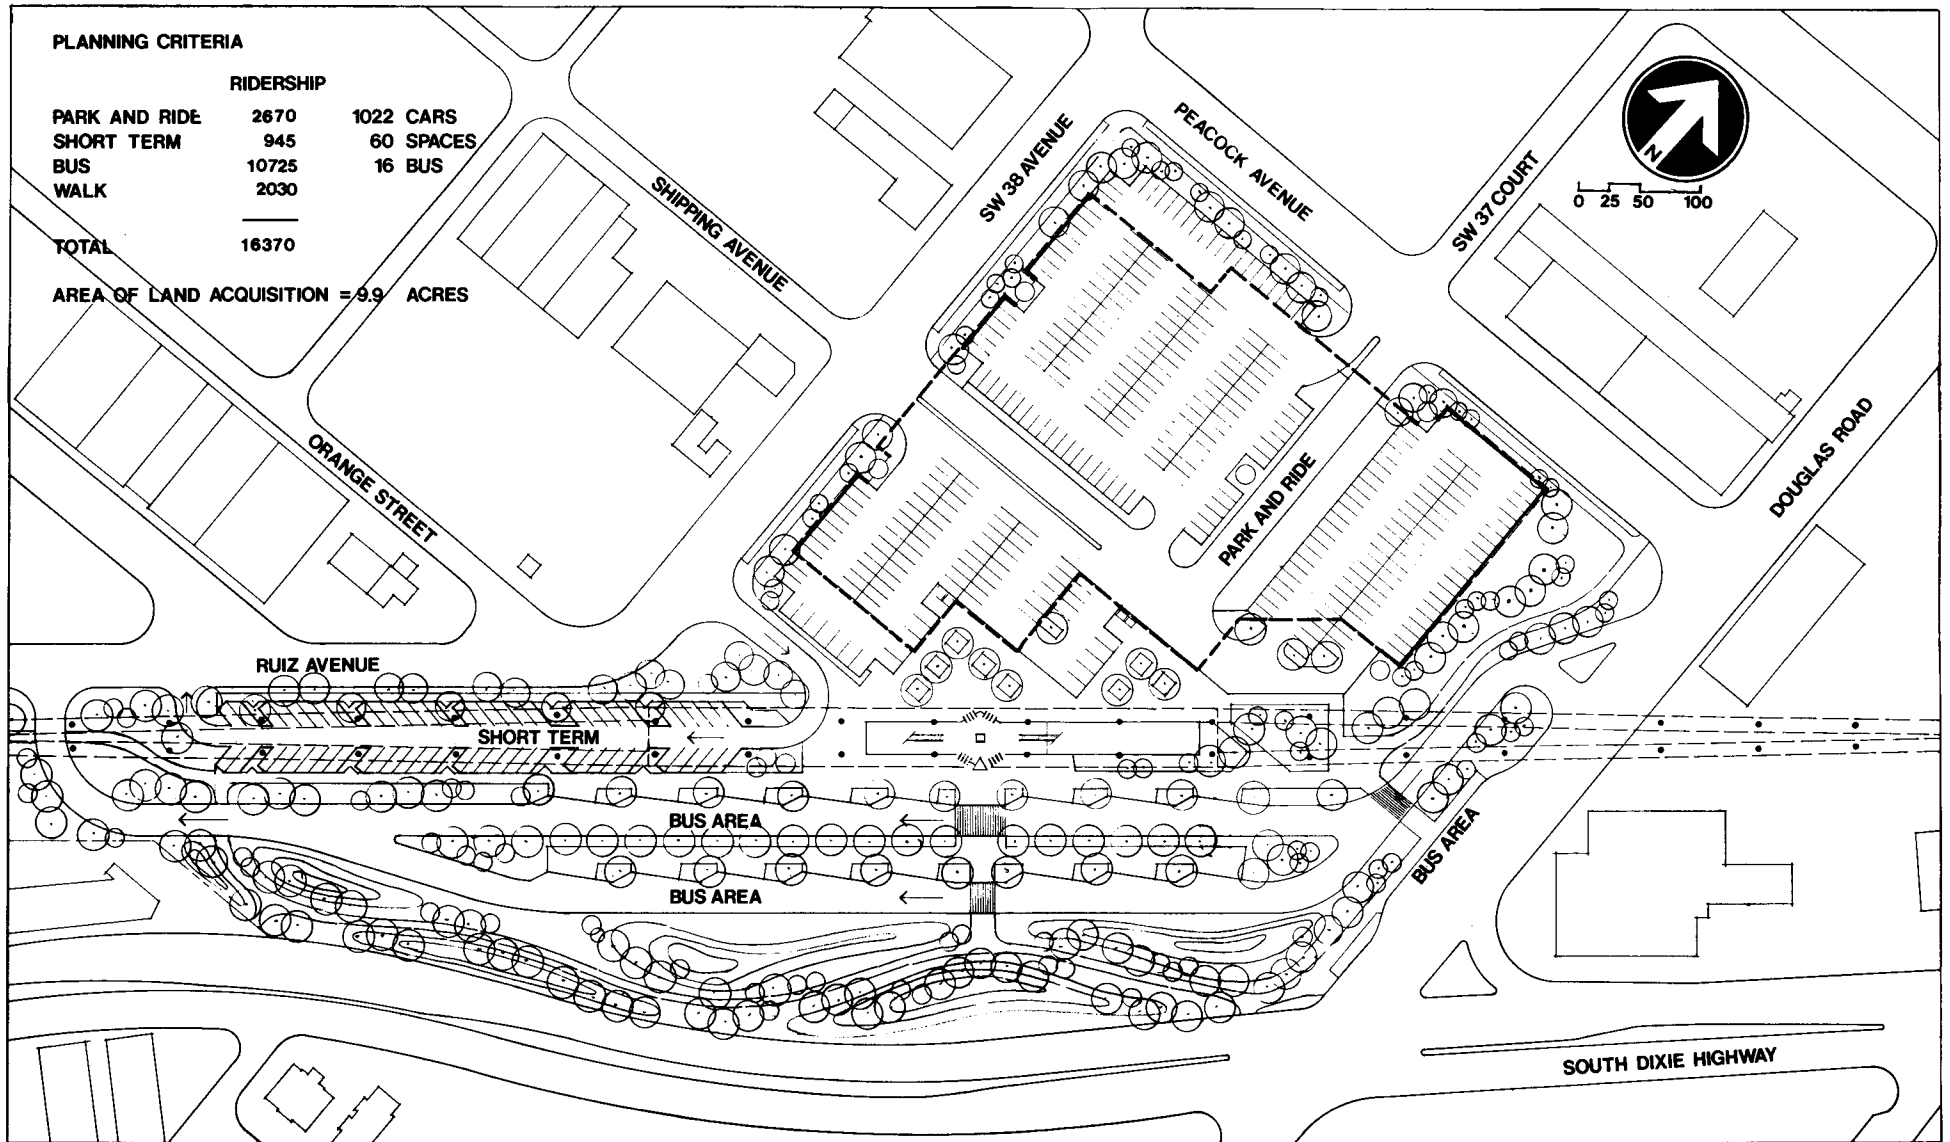 PLANNING CRITERIA
RIDERSHIP
PARK AND RIDE 2670 1022 CARS
SHORT TERM 945 60 SPACES
BUS 10725 16 BUS
WALK 2030
TOTAL 16370
AREA OF LAND ACQUISITION = 9.9 ACRES
SHIPPING AVENUE
SW 38 AVENUE
PEACOCK AVENUE
SW 37 COURT
N
0 25 50 100
ORANGE STREET
PARK AND RIDE
DOUGLAS ROAD
RUIZ AVENUE
SHORT TERM
BUS AREA
BUS AREA
BUS AREA
SOUTH DIXIE HIGHWAY